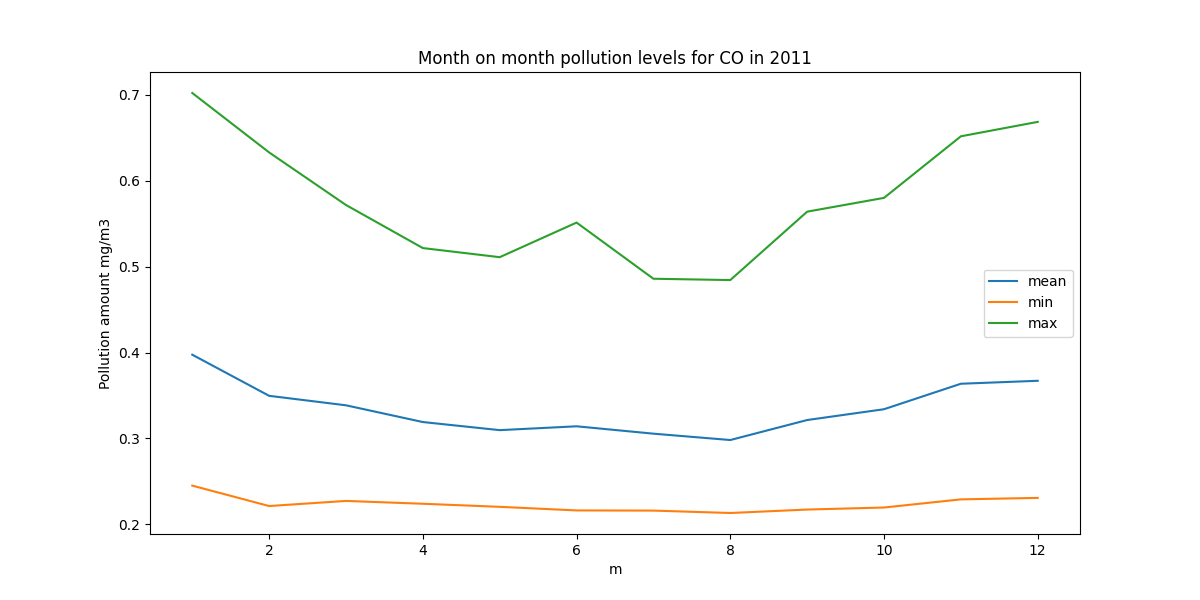 Month on month pollution levels for CO in 2011
Pollution amount mg/m3
0.7
0.6
0.5
0.4
0.3
0.2
mean
min
max
2 4 6 8 10 12
m